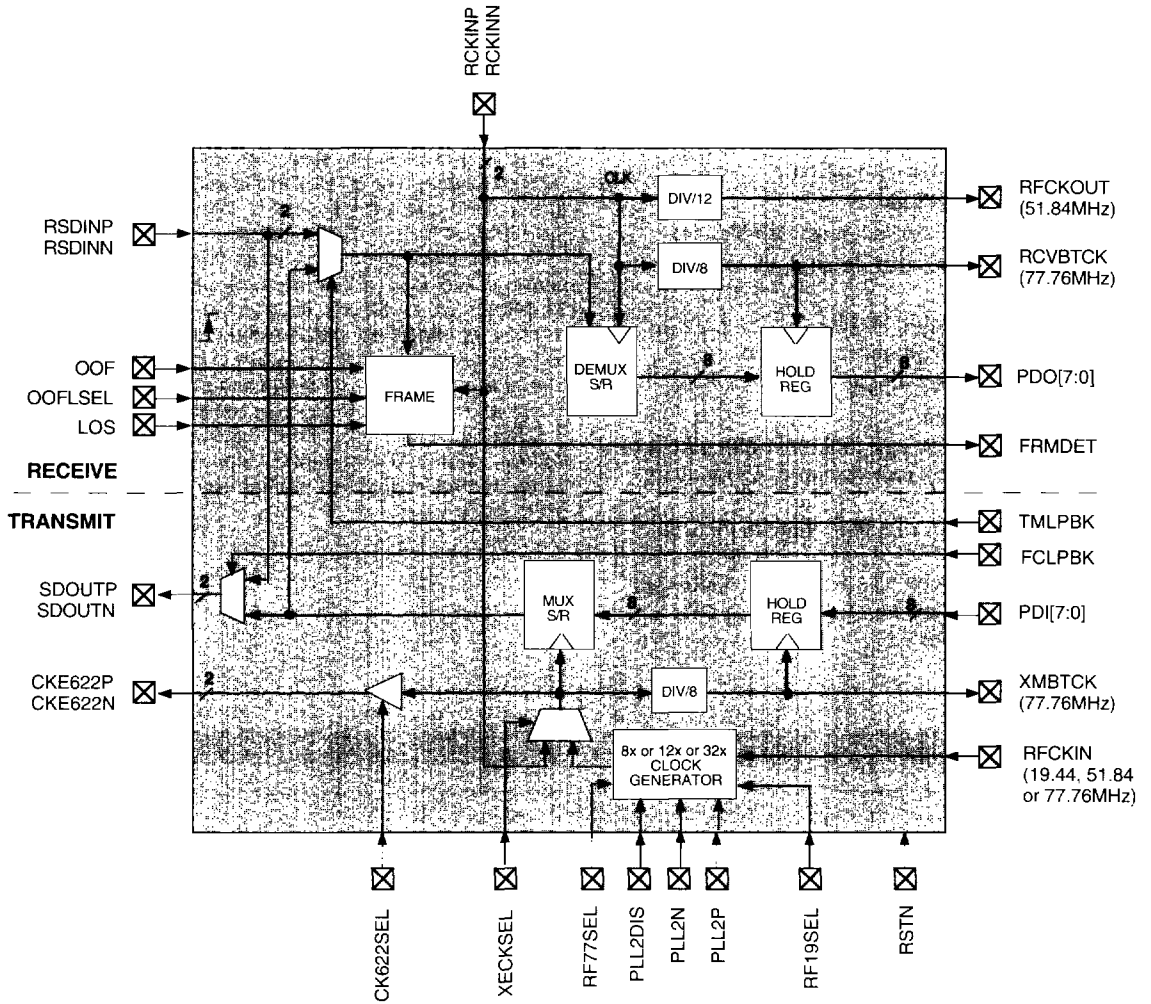 RCKINP
RCKINN
2
CLK
DIV/12
RFCKOUT
(51.84MHz)
RSDINP
RSDINN
2
DIV/8
RCVBTCK
(77.76MHz)
OOF
OOFLSEL
LOS
FRAME
DEMUX
S/R
8
HOLD
REG
8
PDO[7:0]
FRMDET
RECEIVE
TRANSMIT
TMLPBK
FCLPBK
SDOUTP
SDOUTN
2
MUX
S/R
8
HOLD
REG
8
PDI[7:0]
CKE622P
CKE622N
2
DIV/8
XMBTCK
(77.76MHz)
8x or 12x or 32x
CLOCK
GENERATOR
RFCKIN
(19.44, 51.84
or 77.76MHz)
CK622SEL
XECKSEL
RF77SEL
PLL2DIS
PLL2N
PLL2P
RF19SEL
RSTN